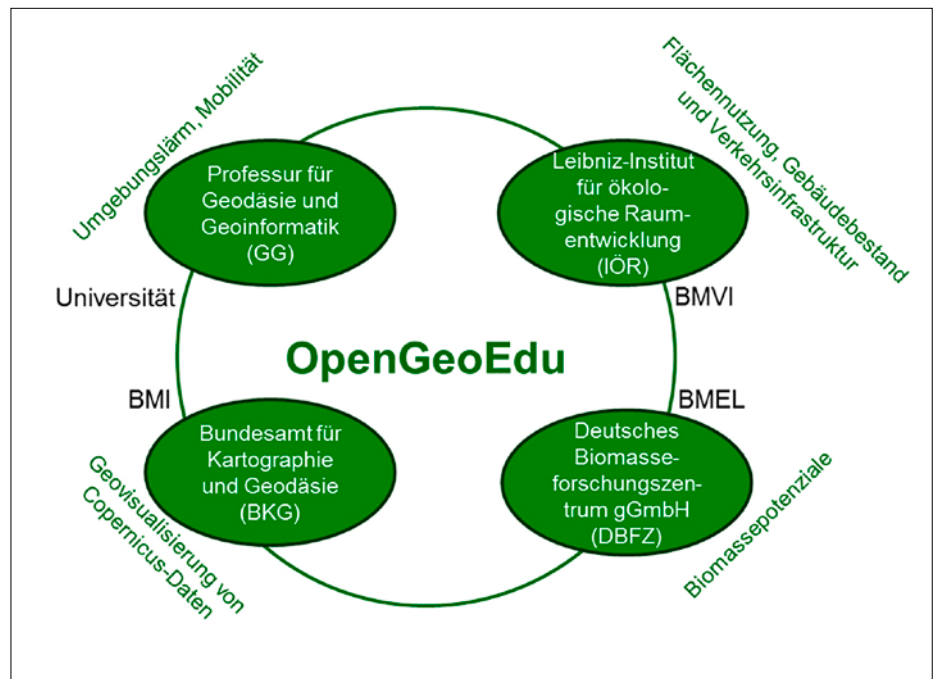 Umgebungslärm, Mobilität
Flächennutzung, Gebäudebestand
und Verkehrsinfrastruktur
Professur für
Geodäsie und
Geoinformatik
(GG)
Leibniz-Institut
für ökolo-
gische Raum-
entwicklung
(IÖR)
Universität
BMVI
OpenGeoEdu
BMI
BMEL
Bundesamt für
Kartographie
und Geodäsie
(BKG)
Deutsches
Biomasse-
forschungszen-
trum gGmbH
(DBFZ)
Geovisualisierung von
Copernicus-Daten
Biomassepotenziale